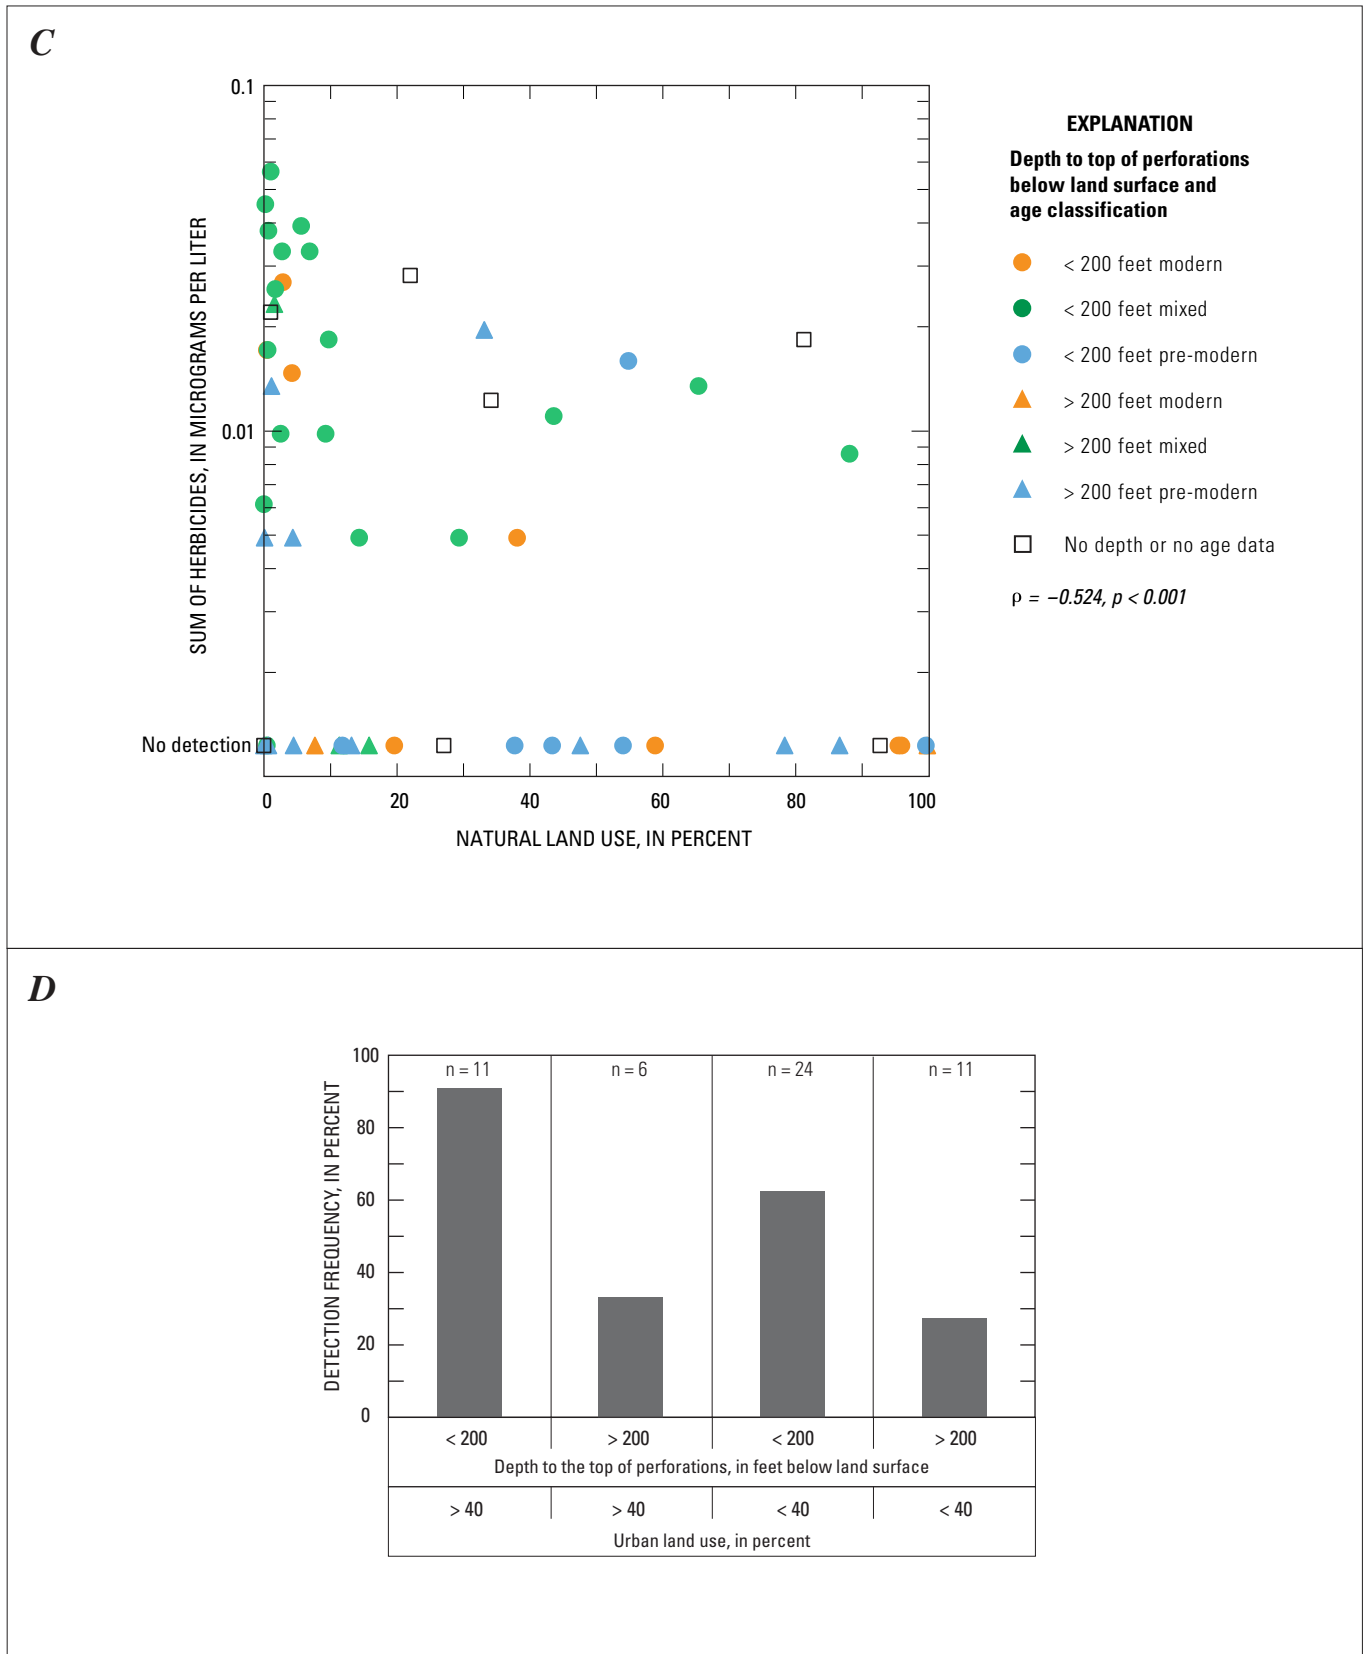 C
0.1
0.01
No detection
SUM OF HERBICIDES, IN MICROGRAMS PER LITER
0 20 40 60 80 100
NATURAL LAND USE, IN PERCENT
EXPLANATION
Depth to top of perforations
below land surface and
age classification
< 200 feet modern
< 200 feet mixed
< 200 feet pre-modern
> 200 feet modern
> 200 feet mixed
> 200 feet pre-modern
No depth or no age data
ρ = −0.524, p < 0.001
D
DETECTION FREQUENCY, IN PERCENT
100
80
60
40
20
0
n = 11 n = 6 n = 24 n = 11
< 200 > 200 < 200 > 200
Depth to the top of perforations, in feet below land surface
> 40 > 40 < 40 < 40
Urban land use, in percent